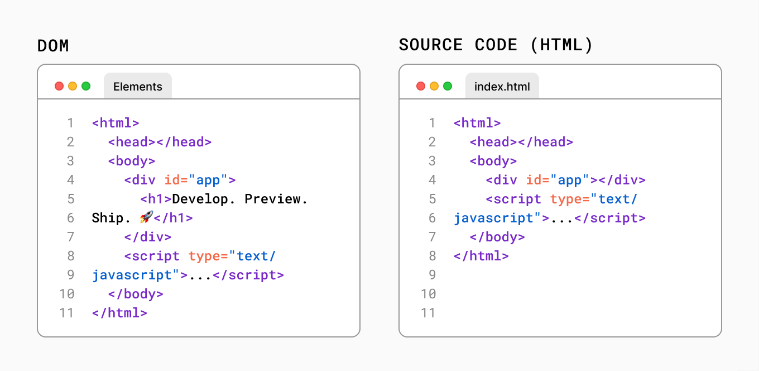 DOM
Elements
1 <html>
2   <head></head>
3   <body>
4     <div id="app">
5       <h1>Develop. Preview.
6 Ship. 🚀</h1>
7     </div>
8     <script type="text/
9 javascript">...</script>
10   </body>
11 </html>
SOURCE CODE (HTML)
index.html
1 <html>
2   <head></head>
3   <body>
4     <div id="app"></div>
5     <script type="text/
6 javascript">...</script>
7   </body>
8 </html>
9
10
11